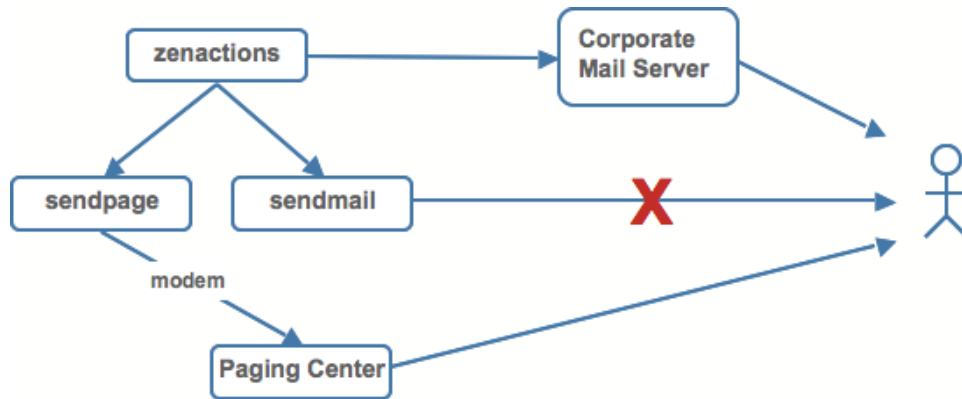 zenactions
Corporate
Mail Server
sendpage
sendmail
X
modem
Paging Center